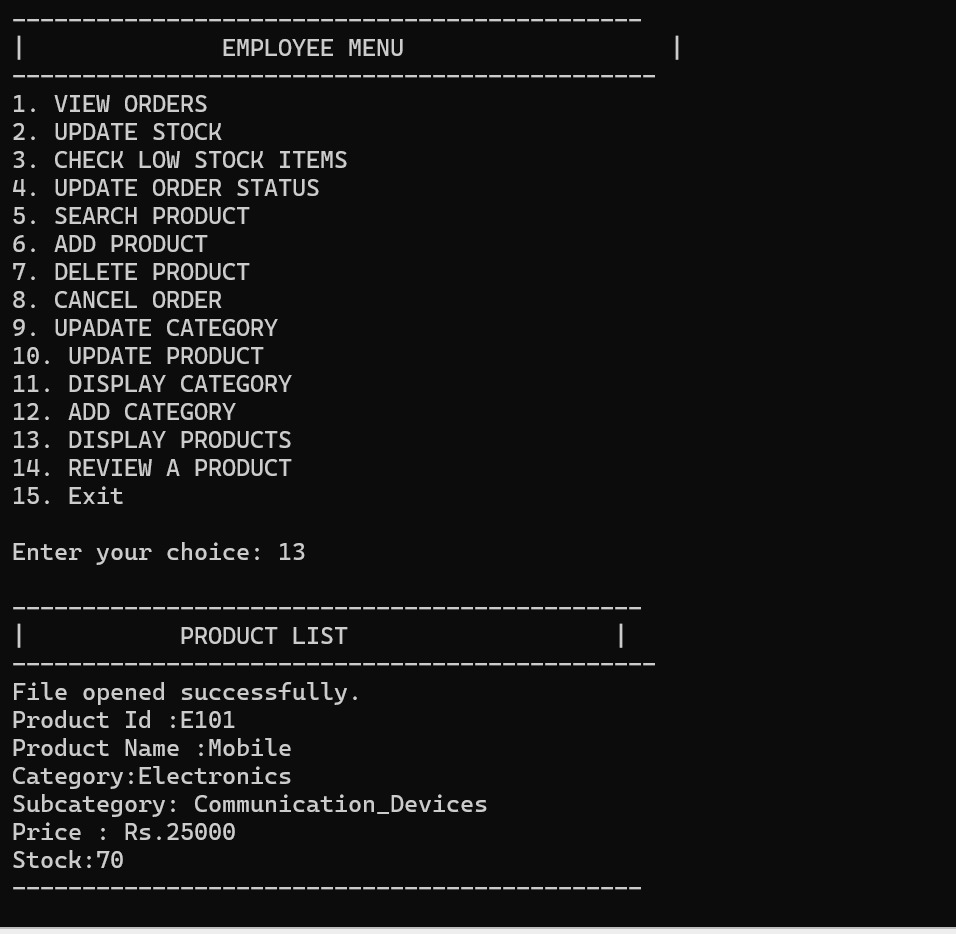 ---------------------------------------------
|              EMPLOYEE MENU                   |
----------------------------------------------
1. VIEW ORDERS
2. UPDATE STOCK
3. CHECK LOW STOCK ITEMS
4. UPDATE ORDER STATUS
5. SEARCH PRODUCT
6. ADD PRODUCT
7. DELETE PRODUCT
8. CANCEL ORDER
9. UPADATE CATEGORY
10. UPDATE PRODUCT
11. DISPLAY CATEGORY
12. ADD CATEGORY
13. DISPLAY PRODUCTS
14. REVIEW A PRODUCT
15. Exit
Enter your choice: 13
---------------------------------------------
|           PRODUCT LIST                   |
----------------------------------------------
File opened successfully.
Product Id :E101
Product Name :Mobile
Category:Electronics
Subcategory: Communication_Devices
Price : Rs.25000
Stock:70
---------------------------------------------